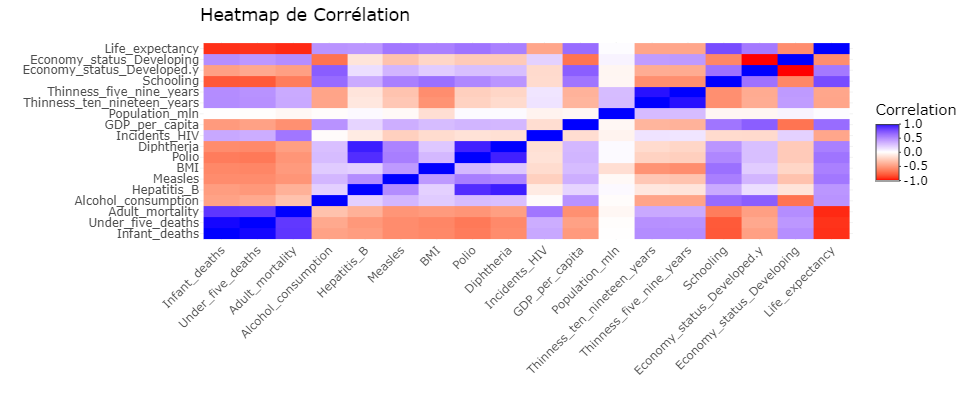 Heatmap de Corrélation
Life_expectancy
Economy_status_Developing
Economy_status_Developed.y
Schooling
Thinness_five_nine_years
Thinness_ten_nineteen_years
Population_mln
GDP_per_capita
Incidents_HIV
Diphtheria
Polio
BMI
Measles
Hepatitis_B
Alcohol_consumption
Adult_mortality
Under_five_deaths
Infant_deaths
Infant_deaths
Under_five_deaths
Adult_mortality
Alcohol_consumption
Hepatitis_B
Measles
BMI
Polio
Diphtheria
Incidents_HIV
GDP_per_capita
Population_mln
Thinness_ten_nineteen_years
Thinness_five_nine_years
Schooling
Economy_status_Developed.y
Economy_status_Developing
Life_expectancy
Correlation
1.0
0.5
0.0
-0.5
-1.0